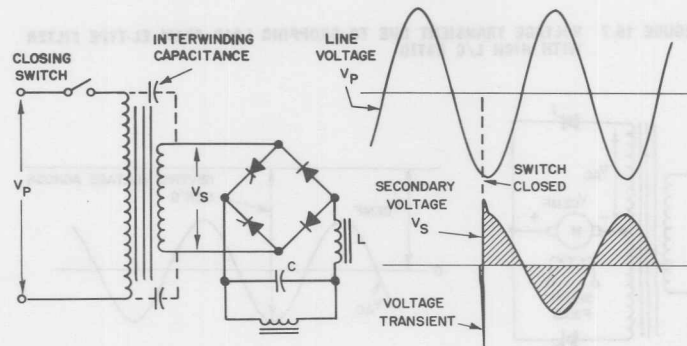 INTERWINDING
CAPACITANCE
CLOSING
SWITCH
V_P
V_S
L
C
LINE
VOLTAGE
V_P
SWITCH
CLOSED
SECONDARY
VOLTAGE
V_S
VOLTAGE
TRANSIENT